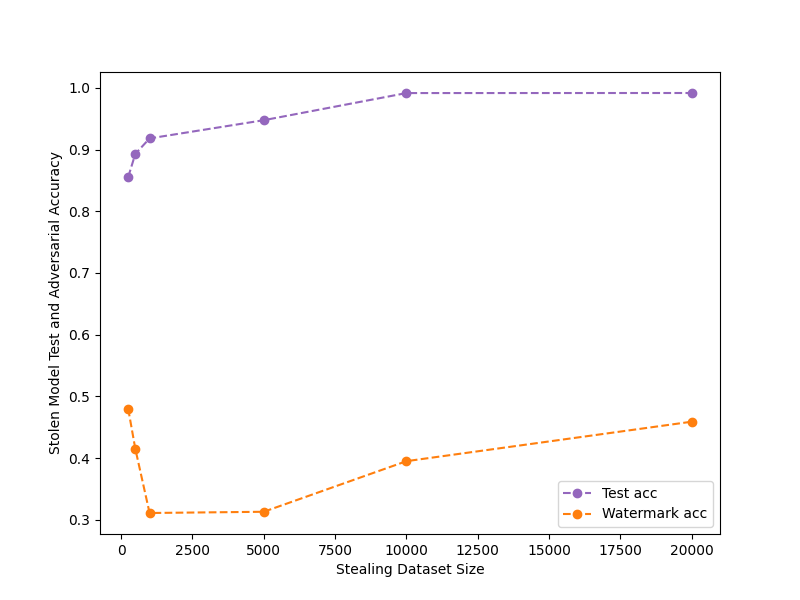 1.0
0.9
0.8
0.7
0.6
0.5
0.4
0.3
Stolen Model Test and Adversarial Accuracy
Test acc
Watermark acc
0 2500 5000 7500 10000 12500 15000 17500 20000
Stealing Dataset Size